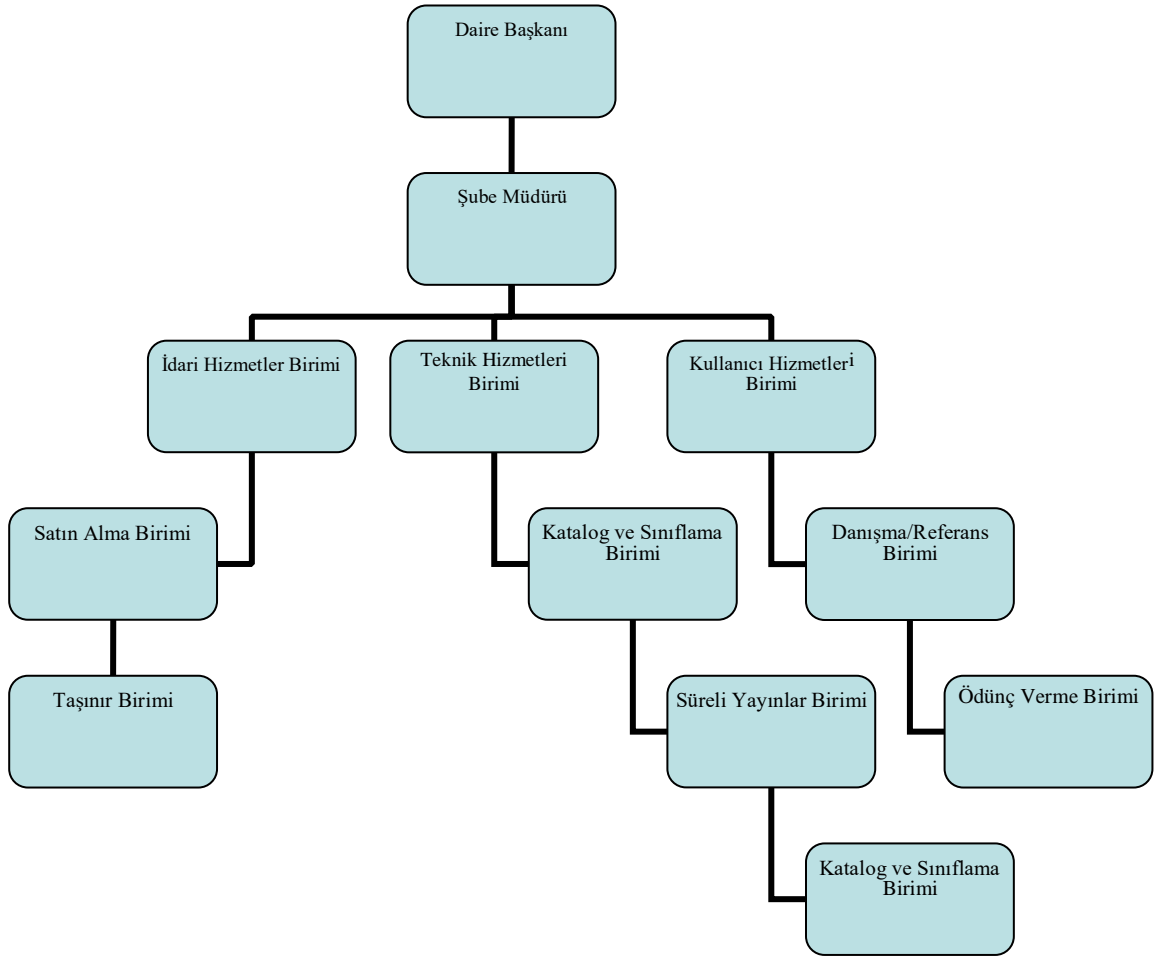 Daire Başkanı
Şube Müdürü
İdari Hizmetler Birimi
Teknik Hizmetleri
Birimi
Kullanıcı Hizmetleri
Birimi
Satın Alma Birimi
Katalog ve Sınıflama
Birimi
Danışma/Referans
Birimi
Taşınır Birimi
Süreli Yayınlar Birimi
Ödünç Verme Birimi
Katalog ve Sınıflama
Birimi